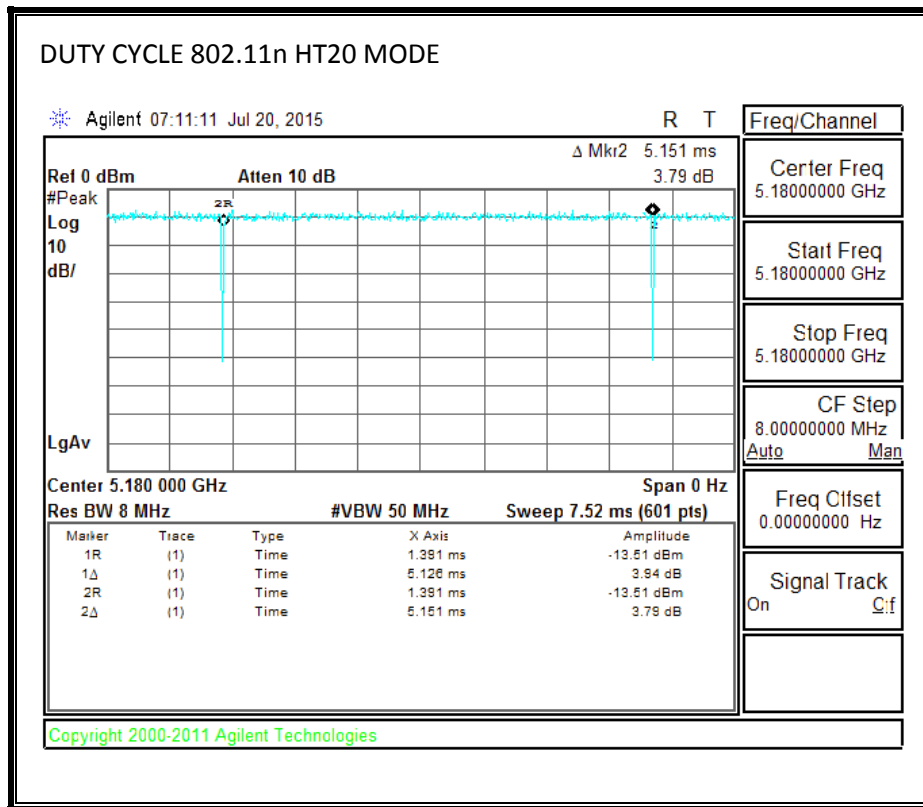 DUTY CYCLE 802.11n HT20 MODE
Agilent 07:11:11 Jul 20, 2015 R T
Freq/Channel
Δ Mkr2 5.151 ms
Ref 0 dBm Atten 10 dB 3.79 dB
#Peak
Log
10
dB/
2R
2
LgAv
Center 5.180 000 GHz Span 0 Hz
Res BW 8 MHz #VBW 50 MHz Sweep 7.52 ms (601 pts)
Marker Trace Type X Axis Amplitude
1R (1) Time 1.391 ms -13.51 dBm
1Δ (1) Time 5.126 ms 3.94 dB
2R (1) Time 1.391 ms -13.51 dBm
2Δ (1) Time 5.151 ms 3.79 dB
Center Freq
5.18000000 GHz
Start Freq
5.18000000 GHz
Stop Freq
5.18000000 GHz
CF Step
8.00000000 MHz
Auto Man
Freq Offset
0.00000000 Hz
Signal Track
On Off
Copyright 2000-2011 Agilent Technologies